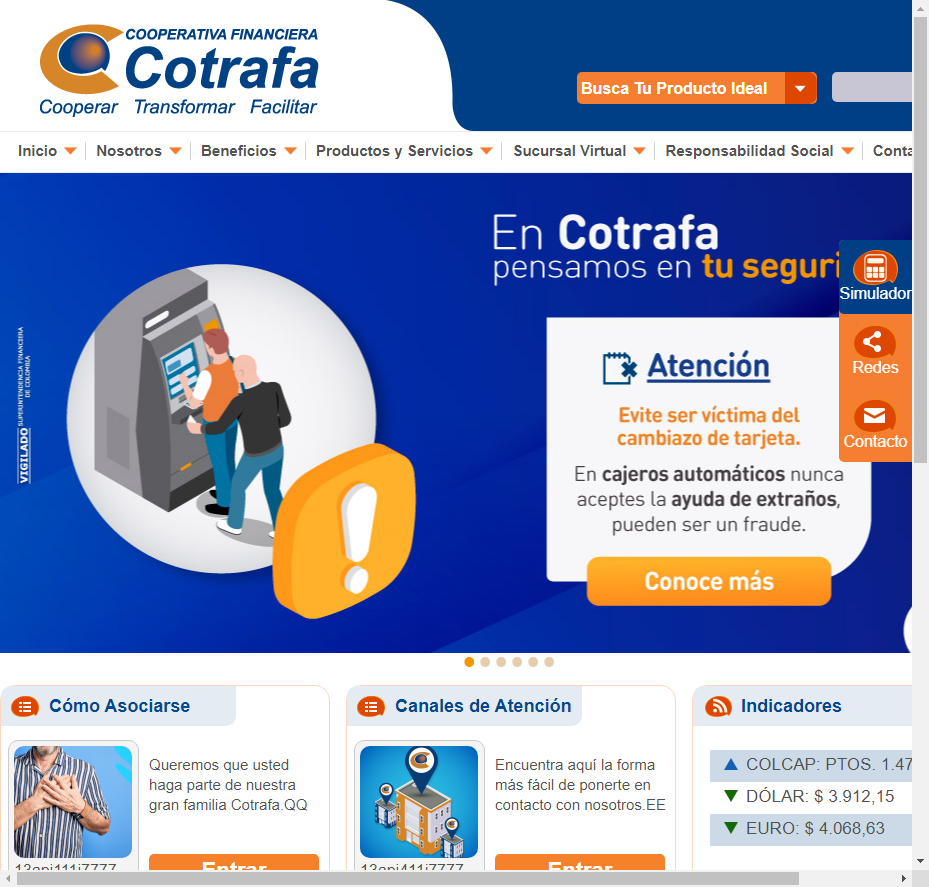 COOPERATIVA FINANCIERA
Cotrafa
Cooperar Transformar Facilitar
Busca Tu Producto Ideal
Inicio Nosotros Beneficios Productos y Servicios Sucursal Virtual Responsabilidad Social Conta
En Cotrafa
pensamos en tu seguri
Simulador
Redes
Contacto
VIGILADO SUPERINTENDENCIA FINANCIERA
DE COLOMBIA
Atención
Evite ser víctima del
cambiazo de tarjeta.
En cajeros automáticos nunca
aceptes la ayuda de extraños,
pueden ser un fraude.
Conoce más
Cómo Asociarse
Queremos que usted
haga parte de nuestra
gran familia Cotrafa.QQ
13api111i7777
Entrar
Canales de Atención
Encuentra aquí la forma
más fácil de ponerte en
contacto con nosotros.EE
13api411i7777
Entrar
Indicadores
COLCAP: PTOS. 1.47
DÓLAR: $ 3.912,15
EURO: $ 4.068,63